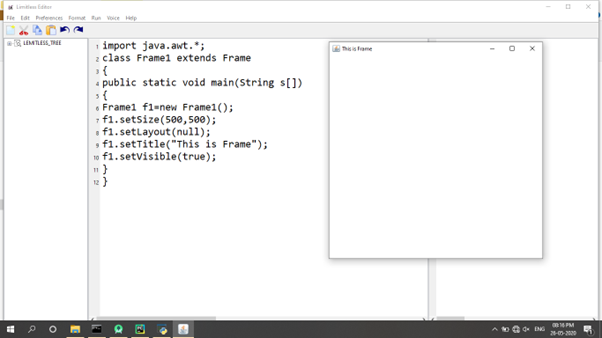 Limitless Editor
File Edit Preferences Format Run Voice Help
LIMITLESS_TREE
1 import java.awt.*;
2 class Frame1 extends Frame
3 {
4 public static void main(String s[])
5 {
6 Frame1 f1=new Frame1();
7 f1.setSize(500,500);
8 f1.setLayout(null);
9 f1.setTitle("This is Frame");
10 f1.setVisible(true);
11 }
12 }
This is Frame
ENG
08:16 PM
26-05-2020